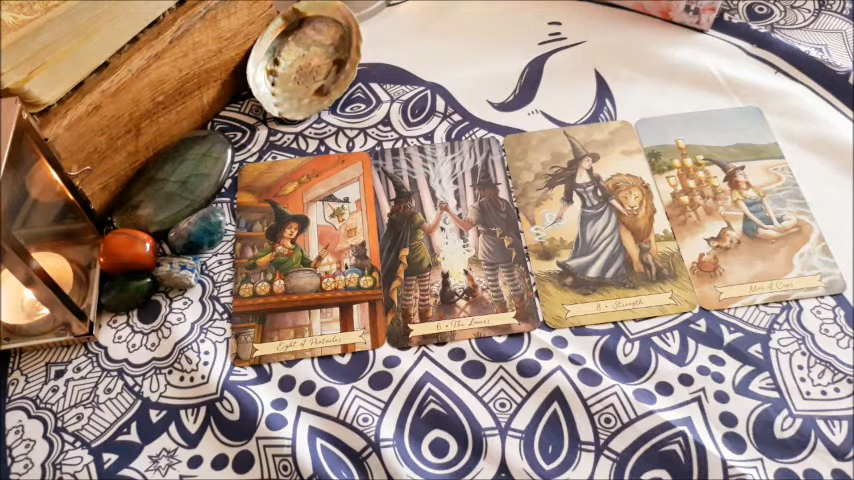 Eight of Pentacles
6 • The Lovers
8 • Strength
Nine of Cups